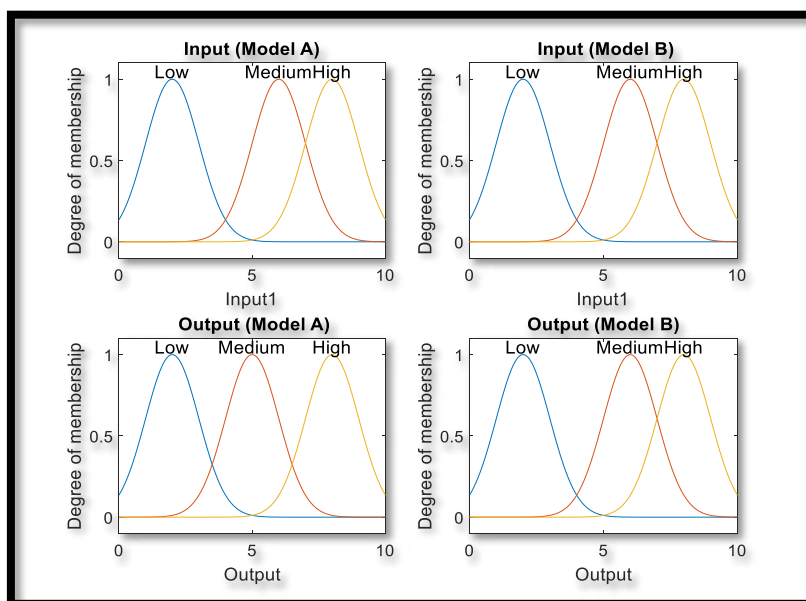 Input (Model A)
Low MediumHigh
Degree of membership
1
0.5
0
0 5 10
Input1
Input (Model B)
Low MediumHigh
Degree of membership
1
0.5
0
0 5 10
Input1
Output (Model A)
Low Medium High
Degree of membership
1
0.5
0
0 5 10
Output
Output (Model B)
Low MediumHigh
Degree of membership
1
0.5
0
0 5 10
Output